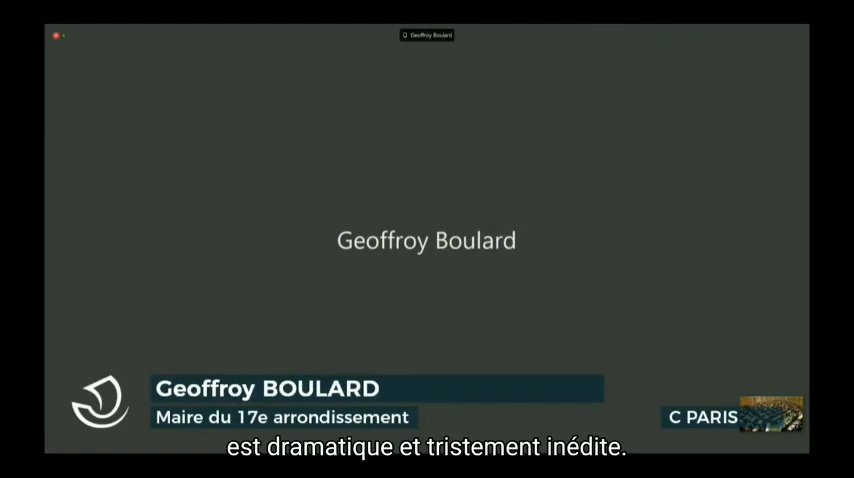 Geoffroy Boulard
Geoffroy Boulard
Geoffroy BOULARD
Maire du 17e arrondissement
C PARIS
est dramatique et tristement inédite.